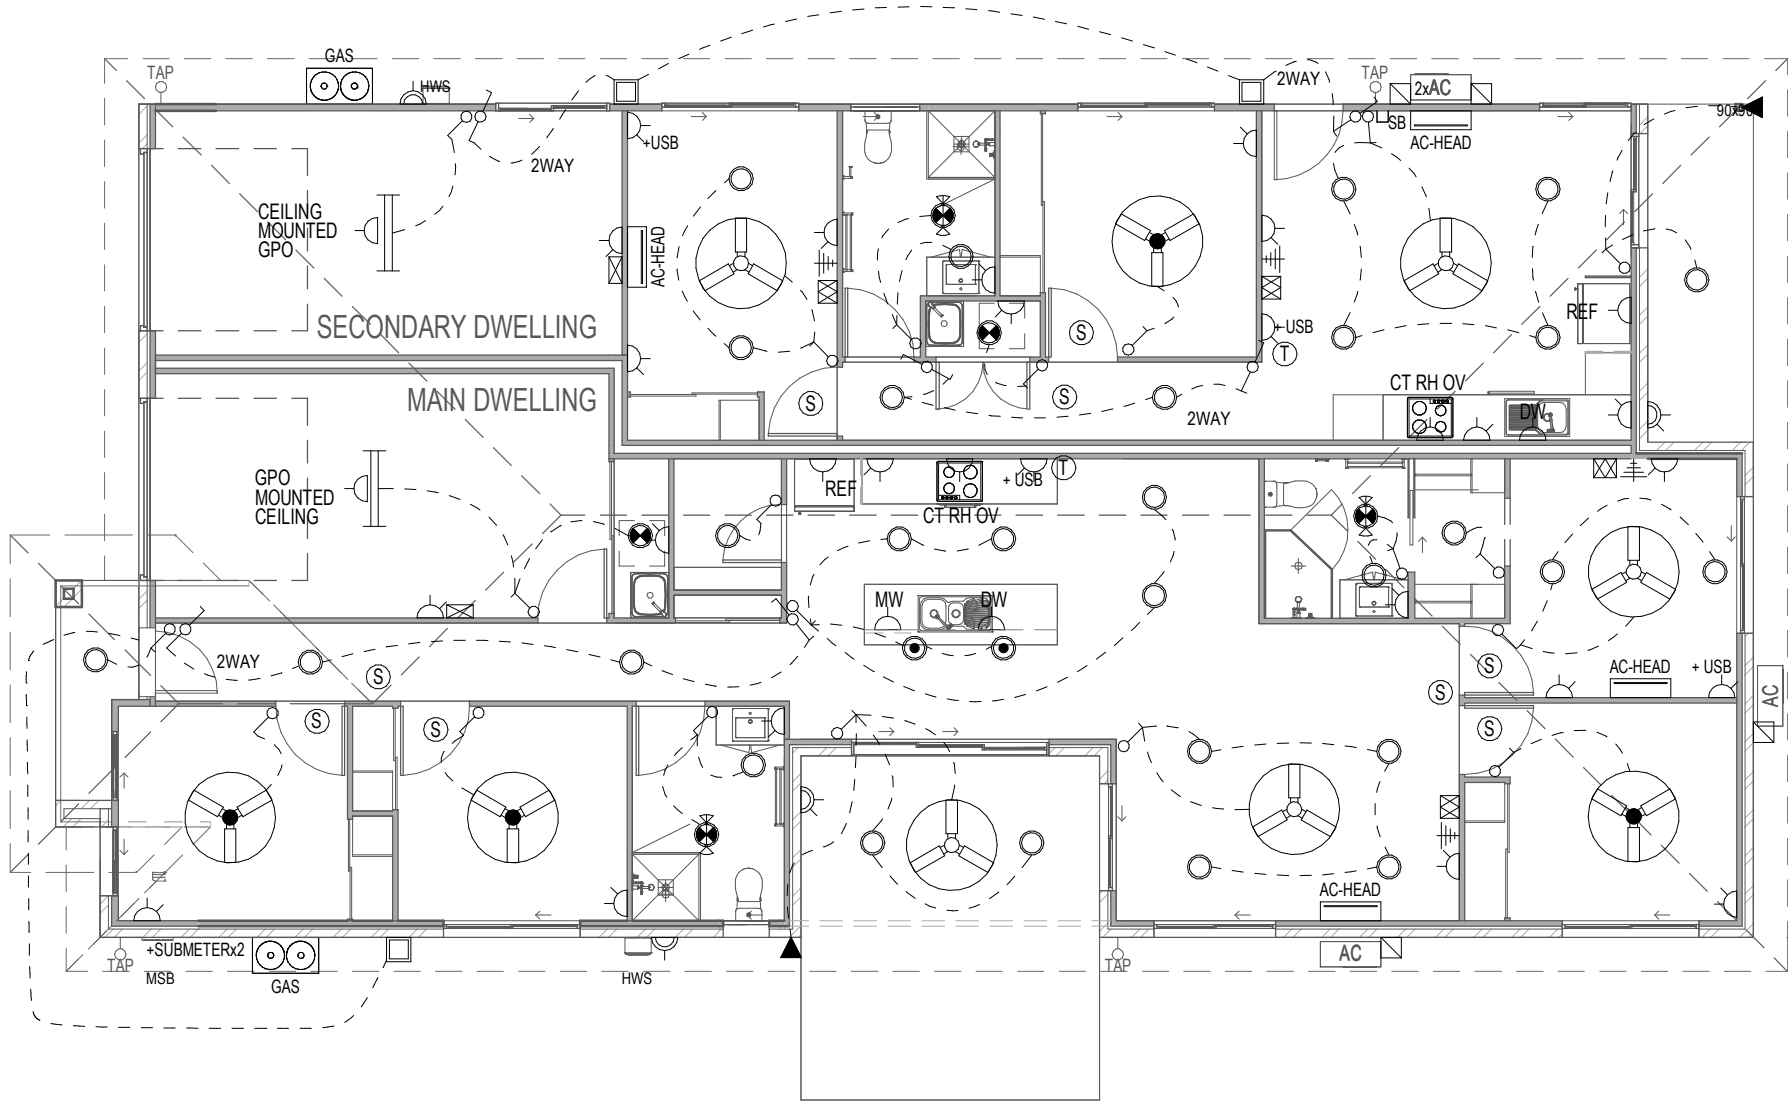 GAS
TAP
HWS
2WAY
TAP
2xAC
90x90
SB
AC-HEAD
+USB
2WAY
CEILING
MOUNTED
GPO
AC-HEAD
REF
SECONDARY DWELLING
S
+USB
T
MAIN DWELLING
S
S
2WAY
CT RH OV
DW
GPO
MOUNTED
CEILING
REF
+ USB
T
CT RH OV
MW
DW
2WAY
S
S
AC-HEAD
+ USB
S
AC
S
S
S
AC-HEAD
+SUBMETERx2
TAP
MSB
GAS
HWS
TAP
AC